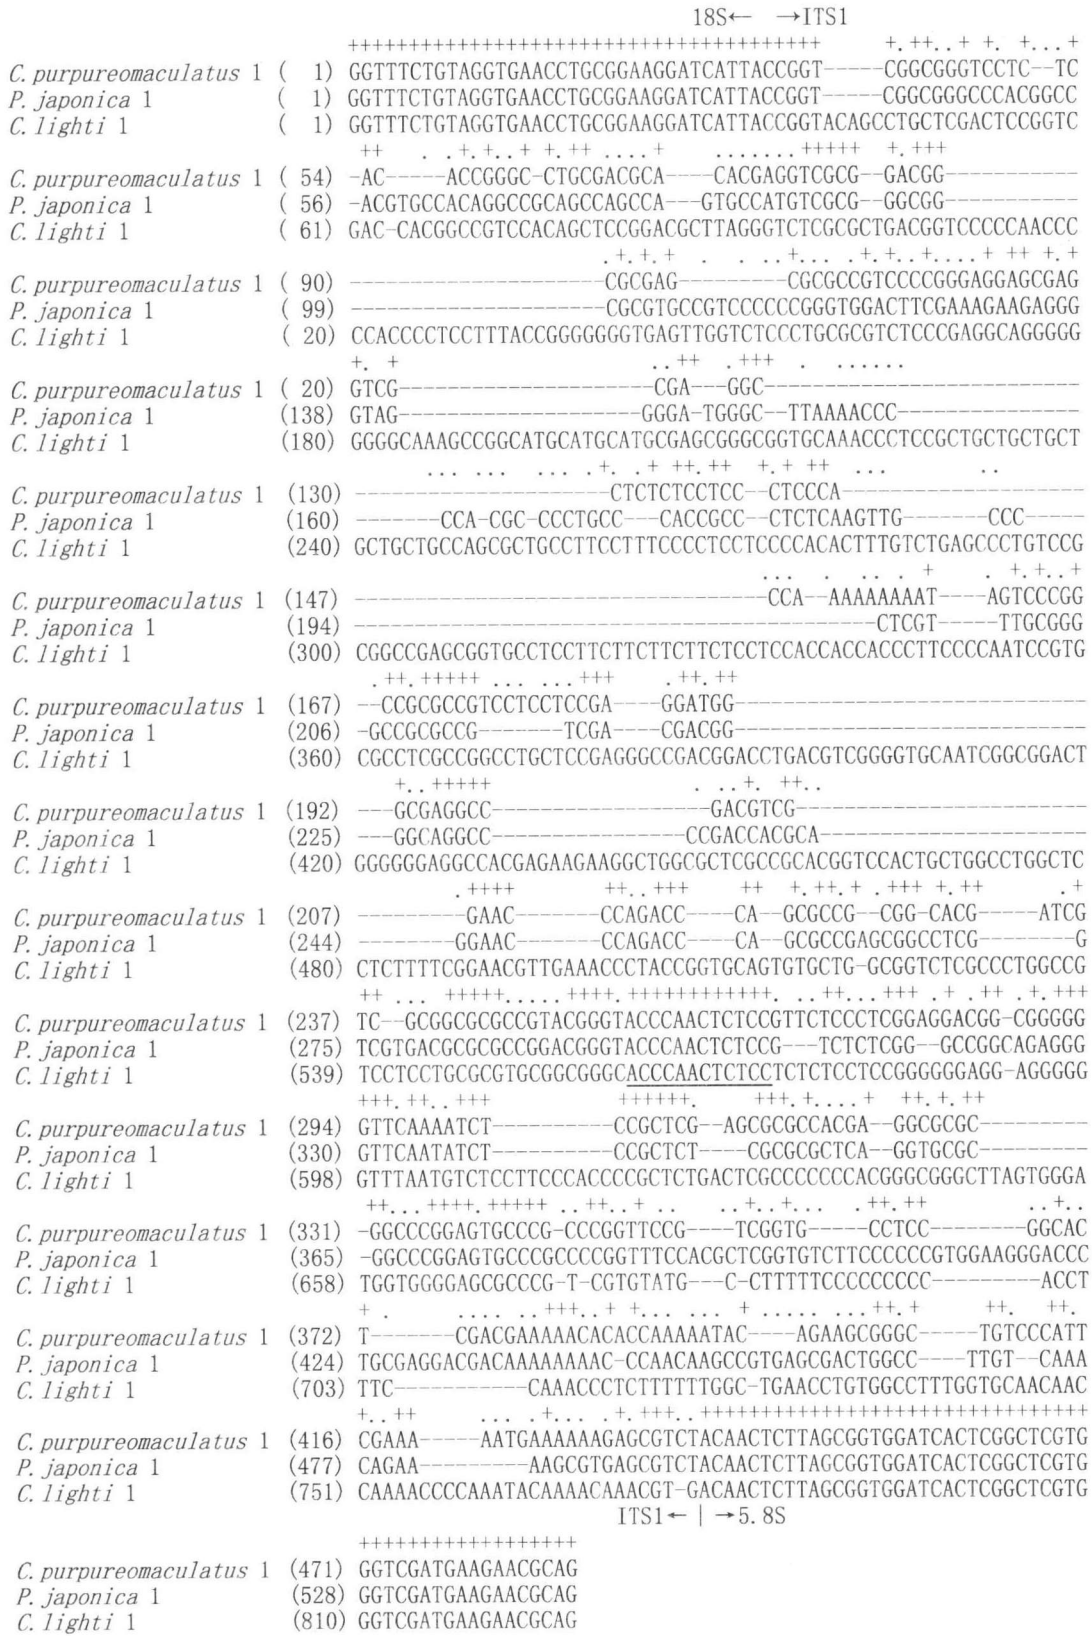 18S← →ITS1
+++++++++++++++++++++++++++++++++++++++ +.++..+ +. +...+
C. purpureomaculatus 1 ( 1) GGTTTCTGTAGGTGAACCTGCGGAAGGATCATTACCGGT-----CGGCGGGTCCTC--TC
P. japonica 1 ( 1) GGTTTCTGTAGGTGAACCTGCGGAAGGATCATTACCGGT-----CGGCGGGCCCACGGCC
C. lighti 1 ( 1) GGTTTCTGTAGGTGAACCTGCGGAAGGATCATTACCGGTACAGCCTGCTCGACTCCGGTC
++ . .+.+..+ +.++ ....+ .......+++++ +.+++
C. purpureomaculatus 1 ( 54) -AC-----ACCGGGC-CTGCGACGCA----CACGAGGTCGCG--GACGG-----------
P. japonica 1 ( 56) -ACGTGCCACAGGCCGCAGCCAGCCA---GTGCCATGTCGCG--GGCGG-----------
C. lighti 1 ( 61) GAC-CACGGCCGTCCACAGCTCCGGACGCTTAGGGTCTCGCGCTGACGGTCCCCCAACCC
.+.+.+ . . ...+. .+.+..+....+ ++ +.+
C. purpureomaculatus 1 ( 90) ---------------------CGCGAG---------CGCGCCGTCCCCGGGAGGAGCGAG
P. japonica 1 ( 99) ---------------------CGCGTGCCGTCCCCCCGGGTGGACTTCGAAAGAAGAGGG
C. lighti 1 ( 20) CCACCCCTCCTTTACCGGGGGGGTGAGTTGGTCTCCCTGCGCGTCTCCCGAGGCAGGGGG
+. + ..++ .+++ . ......
C. purpureomaculatus 1 ( 20) GTCG---------------------CGA---GGC--------------------------
P. japonica 1 (138) GTAG--------------------GGGA-TGGGC--TTAAAACCC---------------
C. lighti 1 (180) GGGGCAAAGCCGGCATGCATGCATGCGAGCGGGCGGTGCAAACCCTCCGCTGCTGCTGCT
... ... .... .+. .+ ++.++ +.+ ++ ... ..
C. purpureomaculatus 1 (130) ---------------------CTCTCTCCTCC--CTCCCA--------------------
P. japonica 1 (160) -------CCA-CGC-CCCTGCC---CACCGCC--CTCTCAAGTTG-------CCC-----
C. lighti 1 (240) GCTGCTGCCAGCGCTGCCTTCCTTTCCCCTCCTCCCCACACTTTGTCTGAGCCCTGTCCG
... . ... . + . +.+..+
C. purpureomaculatus 1 (147) ----------------------------------CCA--AAAAAAAAT----AGTCCCGG
P. japonica 1 (194) -------------------------------------------CTCGT-----TTGCGGG
C. lighti 1 (300) CGGCCGAGCGGTGCCTCCTTCTTCTTCTTCTCCTCCACCACCACCCTTCCCCAATCCGTG
.++.+++++ ... ...+++ .++.++
C. purpureomaculatus 1 (167) --CCGCGCCGTCCTCCTCCGA----GGATGG-----------------------------
P. japonica 1 (206) -GCCGCGCCG-------TCGA----CGACGG-----------------------------
C. lighti 1 (360) CGCCTCGCCGGCCTGCTCCGAGGGCCGACGGACCTGACGTCGGGGTGCAATCGGCGGACT
+..+++++ . ..+. ++..
C. purpureomaculatus 1 (192) ---GCGAGGCC-------------------GACGTCG-----------------------
P. japonica 1 (225) ---GGCAGGCC-----------------CCGACCACGCA---------------------
C. lighti 1 (420) GGGGGGAGGCCACGAGAAGAAGGCTGGCGCTCGCCGCACGGTCCACTGCTGGCCTGGCTC
.++++ ++..+++ ++ +.++.+ .+++ +.++ .+
C. purpureomaculatus 1 (207) ---------GAAC-------CCAGACC----CA--GCGCCG--CGG-CACG-----ATCG
P. japonica 1 (244) --------GGAAC-------CCAGACC----CA--GCGCCGAGCGGCCTCG--------G
C. lighti 1 (480) CTCTTTTCGGAACGTTGAAACCCTACCGGTGCAGTGTGCTG-GCGGTCTCGCCCTGGCCG
++ ... +++++.....++++.++++++++++++. ..++...+++ .+ .++ +.+++
C. purpureomaculatus 1 (237) TC--GCGGCGCGCCGTACGGGTACCCAACTCTCCGTTCTCCCTCGGAGGACGG-CGGGGG
P. japonica 1 (275) TCGTGACGCGCGCCGGACGGGTACCCAACTCTCCG---TCTCTCGG--GCCGGCAGAGGG
C. lighti 1 (539) TCCTCCTGCGCGTGCGGCGGGCACCCAACTCTCCTCTCTCCTCCGGGGGGAGG-AGGGGG
+++.++..+++ ++++++. +++.+....+ ++.+.++
C. purpureomaculatus 1 (294) GTTCAAAATCT----------CCGCTCG--AGCGCGCCACGA--GGCGCGC
P. japonica 1 (330) GTTCAATATCT----------CCGCTCT----CGCGCGCTCA--GGTGCGC
C. lighti 1 (598) GTTTAATGTCTCCTTCCCACCCCGCTCTGACTCGCCCCCCCACGGGCGGGCTTAGTGGGA
++...++++.+++++ .++..+. ...+.. .++.++ ..+..
C. purpureomaculatus 1 (331) -GGCCCGGAGTGCCCG-CCCGGTTCCG----TCGGTG------CCTCC--------GGCAC
P. japonica 1 (365) -GGCCCGGAGTGCCCGCCCCGGTTTCCACGCTCGGTGTCTTCCCCCCGTGGAAGGGACCC
C. lighti 1 (658) TGGTGGGGAGCGCCCG-T-CGTGTATG---C-CTTTTTCCCCCCCCC---------ACCT
+ . .... ..+++..+ +... + ..... ...++.+ ++. ++.
C. purpureomaculatus 1 (372) T-------CGACGAAAAACACACCAAAAATAC----AGAAGCGGGC-----TGTCCCATT
P. japonica 1 (424) TGCGAGGACGACAAAAAAAAC-CCAACAAGCCGTGAGCGACTGGCC----TTGT--CAAA
C. lighti 1 (703) TTC-----------CAAACCCTCTTTTTTGGC-TGAACCTGTGGCCTTTGGTGCAACAAC
+..++ ... .+... .+.+++..++++++++++++++++++++++++++++++++
C. purpureomaculatus 1 (416) CGAAA-----AATGAAAAAAGAGCGTCTACAACTCTTAGCGGTGGATCACTCGGCTCGTG
P. japonica 1 (477) CAGAA---------AAGCGTGAGCGTCTACAACTCTTAGCGGTGGATCACTCGGCTCGTG
C. lighti 1 (751) CAAAACCCCAAATACAAAACAAACGT-GACAACTCTTAGCGGTGGATCACTCGGCTCGTG
ITS1← | →5.8S
++++++++++++++++++
C. purpureomaculatus 1 (471) GGTCGATGAAGAACGCAG
P. japonica 1 (528) GGTCGATGAAGAACGCAG
C. lighti 1 (810) GGTCGATGAAGAACGCAG